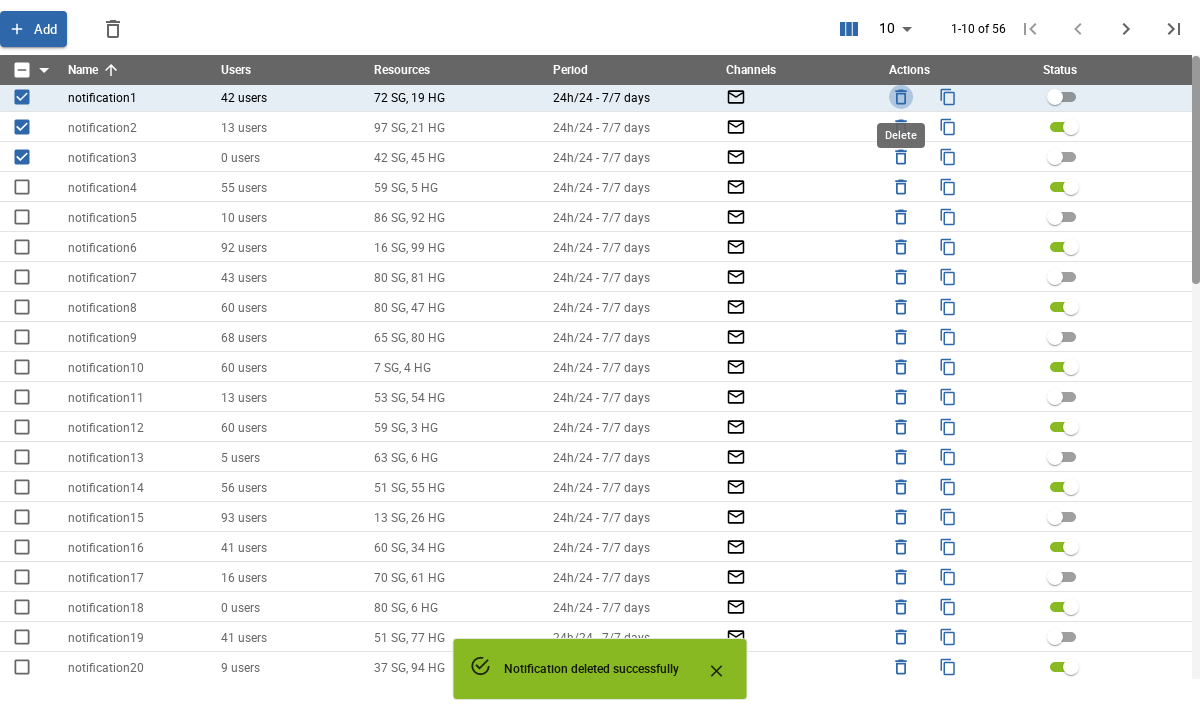 Add 10 1-10 of 56
Name Users Resources Period Channels Actions Status
notification1 42 users 72 SG, 19 HG 24h/24 - 7/7 days
notification2 13 users 97 SG, 21 HG 24h/24 - 7/7 days
Delete
notification3 0 users 42 SG, 45 HG 24h/24 - 7/7 days
notification4 55 users 59 SG, 5 HG 24h/24 - 7/7 days
notification5 10 users 86 SG, 92 HG 24h/24 - 7/7 days
notification6 92 users 16 SG, 99 HG 24h/24 - 7/7 days
notification7 43 users 80 SG, 81 HG 24h/24 - 7/7 days
notification8 60 users 80 SG, 47 HG 24h/24 - 7/7 days
notification9 68 users 65 SG, 80 HG 24h/24 - 7/7 days
notification10 60 users 7 SG, 4 HG 24h/24 - 7/7 days
notification11 13 users 53 SG, 54 HG 24h/24 - 7/7 days
notification12 60 users 59 SG, 3 HG 24h/24 - 7/7 days
notification13 5 users 63 SG, 6 HG 24h/24 - 7/7 days
notification14 56 users 51 SG, 55 HG 24h/24 - 7/7 days
notification15 93 users 13 SG, 26 HG 24h/24 - 7/7 days
notification16 41 users 60 SG, 34 HG 24h/24 - 7/7 days
notification17 16 users 70 SG, 61 HG 24h/24 - 7/7 days
notification18 0 users 80 SG, 6 HG 24h/24 - 7/7 days
notification19 41 users 51 SG, 77 HG 24h/24 - 7/7 days
notification20 9 users 37 SG, 94 HG
Notification deleted successfully